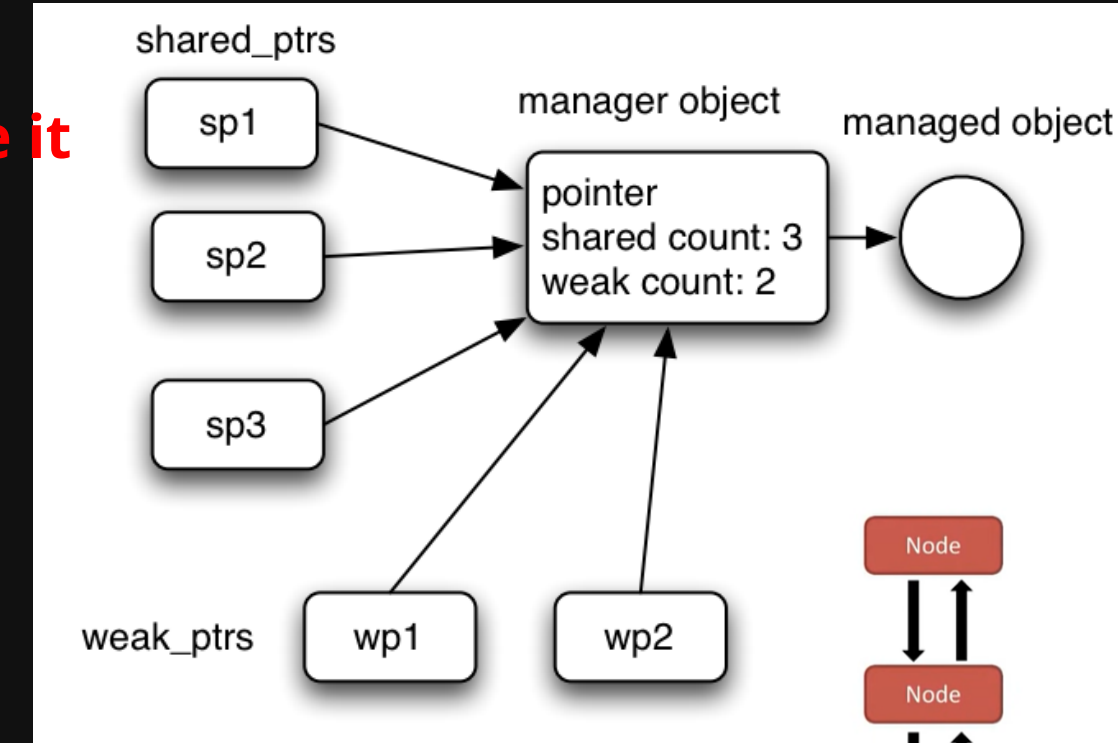 shared_ptrs
sp1
manager object
managed object
e it
pointer
shared count: 3
weak count: 2
sp2
sp3
Node
weak_ptrs
wp1
wp2
Node